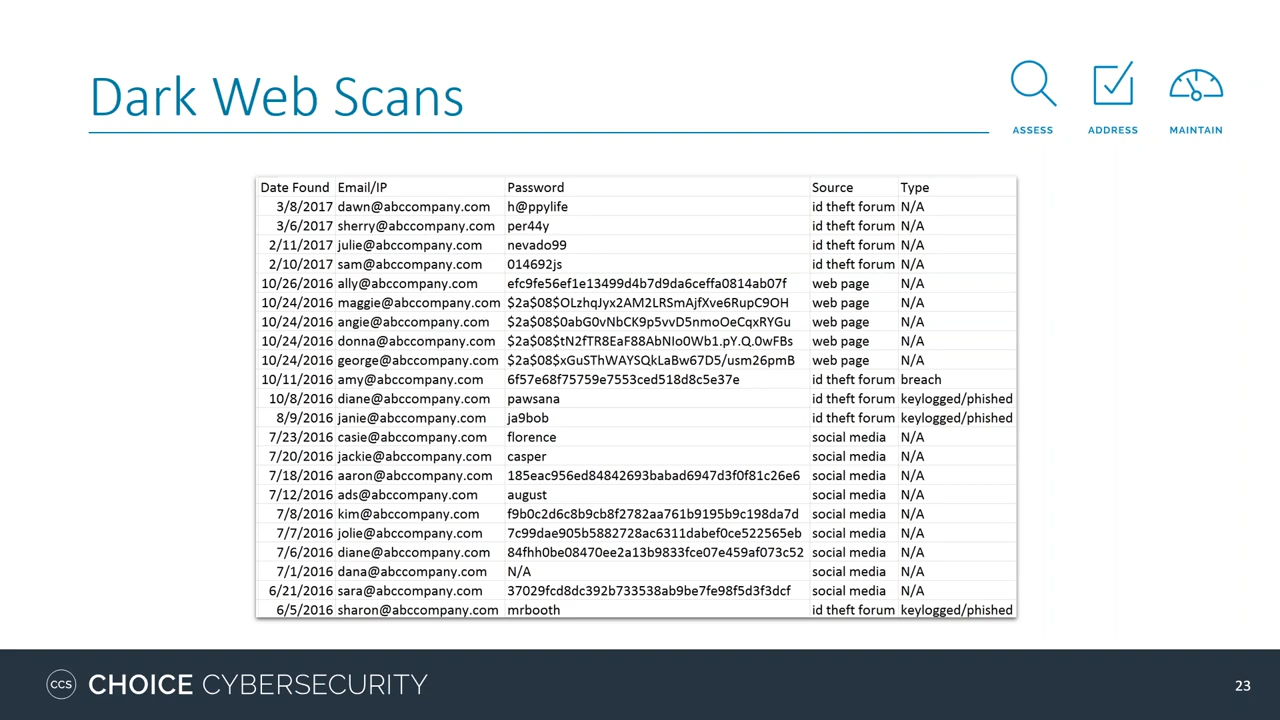 Dark Web Scans
ASSESS ADDRESS MAINTAIN
Date Found Email/IP Password Source Type
3/8/2017 dawn@abccompany.com h@ppylife id theft forum N/A
3/6/2017 sherry@abccompany.com per44y id theft forum N/A
2/11/2017 julie@abccompany.com nevado99 id theft forum N/A
2/10/2017 sam@abccompany.com 014692js id theft forum N/A
10/26/2016 ally@abccompany.com efc9fe56ef1e13499d4b7d9da6ceffa0814ab07f web page N/A
10/24/2016 maggie@abccompany.com $2a$08$OLzhqJyx2AM2LRSmAjfXve6RupC9OH web page N/A
10/24/2016 angie@abccompany.com $2a$08$0abG0vNbCK9p5vvD5nmoOeCqxRYGu web page N/A
10/24/2016 donna@abccompany.com $2a$08$tN2fTR8EaF88AbNIo0Wb1.pY.Q.0wFBs web page N/A
10/24/2016 george@abccompany.com $2a$08$xGuSThWAYSQkLaBw67D5/usm26pmB web page N/A
10/11/2016 amy@abccompany.com 6f57e68f75759e7553ced518d8c5e37e id theft forum breach
10/8/2016 diane@abccompany.com pawsana id theft forum keylogged/phished
8/9/2016 janie@abccompany.com ja9bob id theft forum keylogged/phished
7/23/2016 casie@abccompany.com florence social media N/A
7/20/2016 jackie@abccompany.com casper social media N/A
7/18/2016 aaron@abccompany.com 185eac956ed84842693babad6947d3f0f81c26e6 social media N/A
7/12/2016 ads@abccompany.com august social media N/A
7/8/2016 kim@abccompany.com f9b0c2d6c8b9cb8f2782aa761b9195b9c198da7d social media N/A
7/7/2016 jolie@abccompany.com 7c99dae905b5882728ac6311dabef0ce522565eb social media N/A
7/6/2016 diane@abccompany.com 84fhh0be08470ee2a13b9833fce07e459af073c52 social media N/A
7/1/2016 dana@abccompany.com N/A social media N/A
6/21/2016 sara@abccompany.com 37029fcd8dc392b733538ab9be7fe98f5d3f3dcf social media N/A
6/5/2016 sharon@abccompany.com mrbooth id theft forum keylogged/phished
CCS CHOICE CYBERSECURITY
23